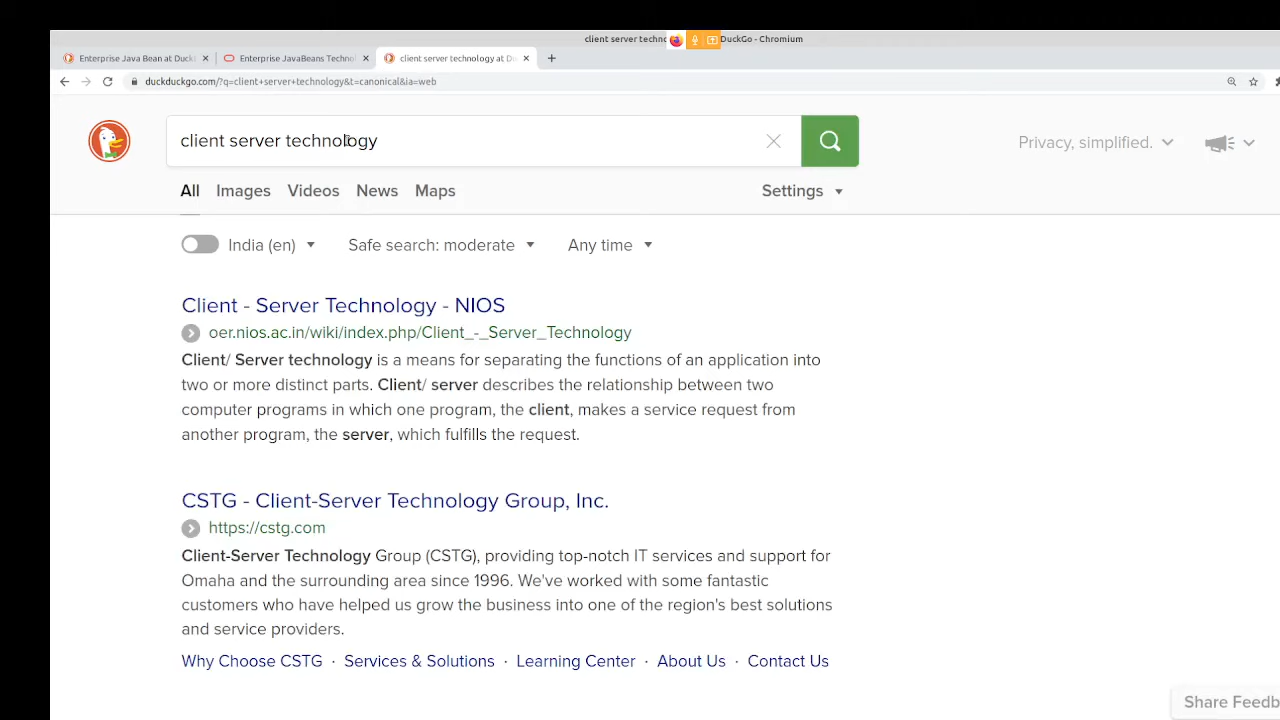 client server techno DuckGo - Chromium
Enterprise Java Bean at Duck Enterprise JavaBeans Technol client server technology at Du
duckduckgo.com/?q=client+server+technology&t=canonical&ia=web
client server technology
Privacy, simplified.
All Images Videos News Maps Settings
India (en) Safe search: moderate Any time
Client - Server Technology - NIOS
oer.nios.ac.in/wiki/index.php/Client_-_Server_Technology
Client/ Server technology is a means for separating the functions of an application into
two or more distinct parts. Client/ server describes the relationship between two
computer programs in which one program, the client, makes a service request from
another program, the server, which fulfills the request.
CSTG - Client-Server Technology Group, Inc.
https://cstg.com
Client-Server Technology Group (CSTG), providing top-notch IT services and support for
Omaha and the surrounding area since 1996. We've worked with some fantastic
customers who have helped us grow the business into one of the region's best solutions
and service providers.
Why Choose CSTG · Services & Solutions · Learning Center · About Us · Contact Us
Share Feedb